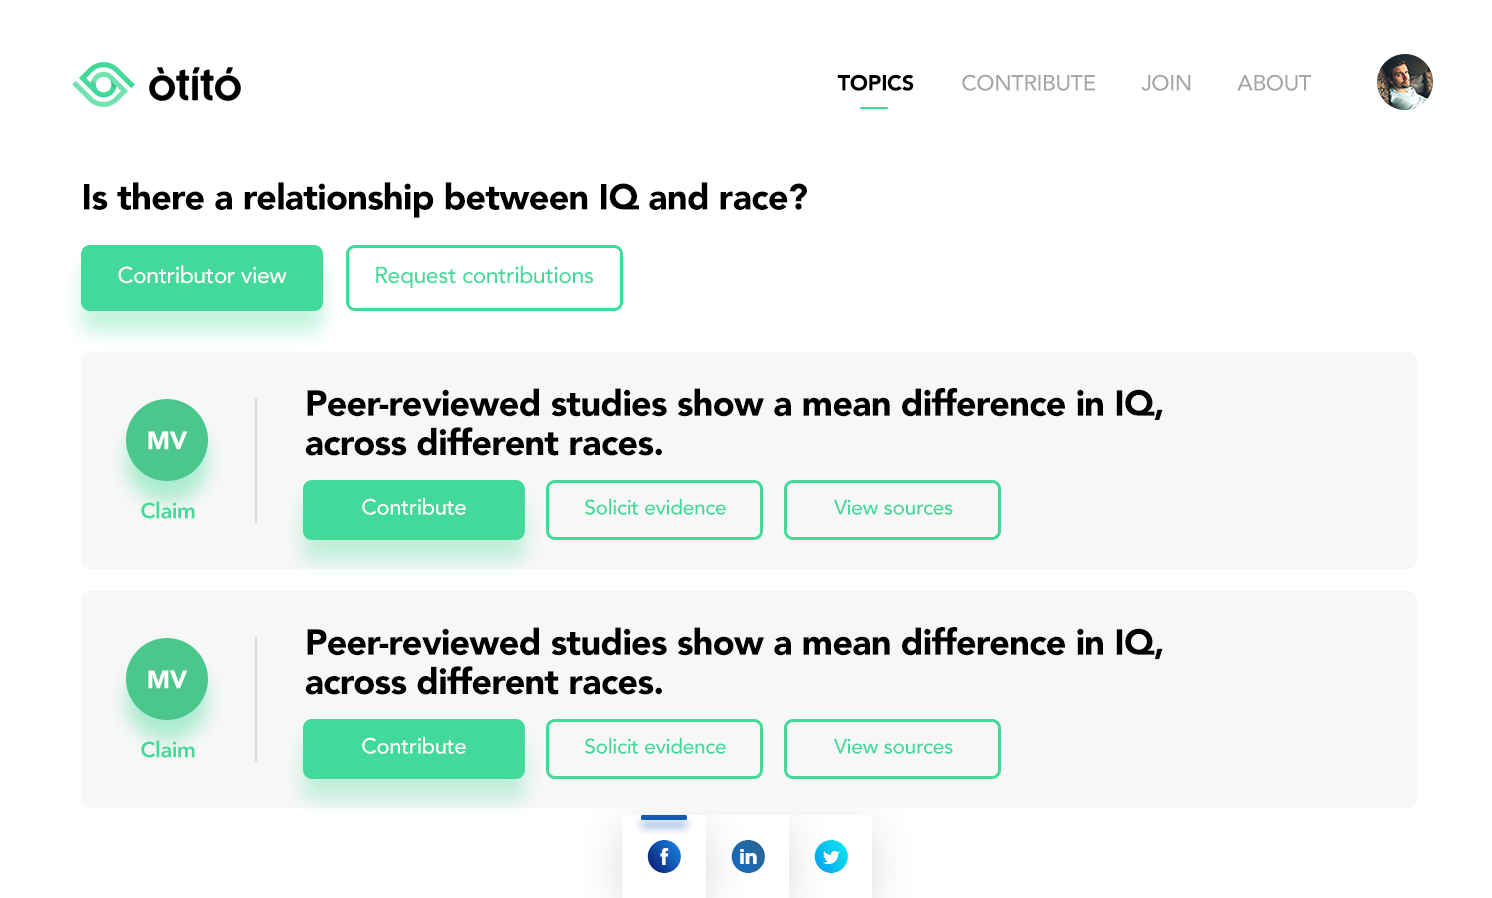 òtító
TOPICS CONTRIBUTE JOIN ABOUT
Is there a relationship between IQ and race?
Contributor view Request contributions
Peer-reviewed studies show a mean difference in IQ,
across different races.
MV
Claim
Contribute Solicit evidence View sources
Peer-reviewed studies show a mean difference in IQ,
across different races.
MV
Claim
Contribute Solicit evidence View sources
f in